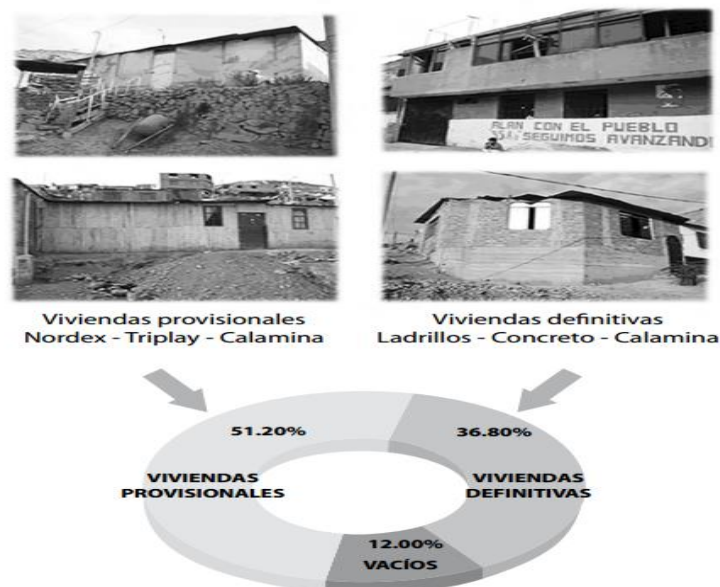 ALAN CON EL PUEBLO
SEGUIMOS AVANZAND
Viviendas provisionales
Nordex - Triplay - Calamina
Viviendas definitivas
Ladrillos - Concreto - Calamina
51.20%
VIVIENDAS
PROVISIONALES
36.80%
VIVIENDAS
DEFINITIVAS
12.00%
VACÍOS